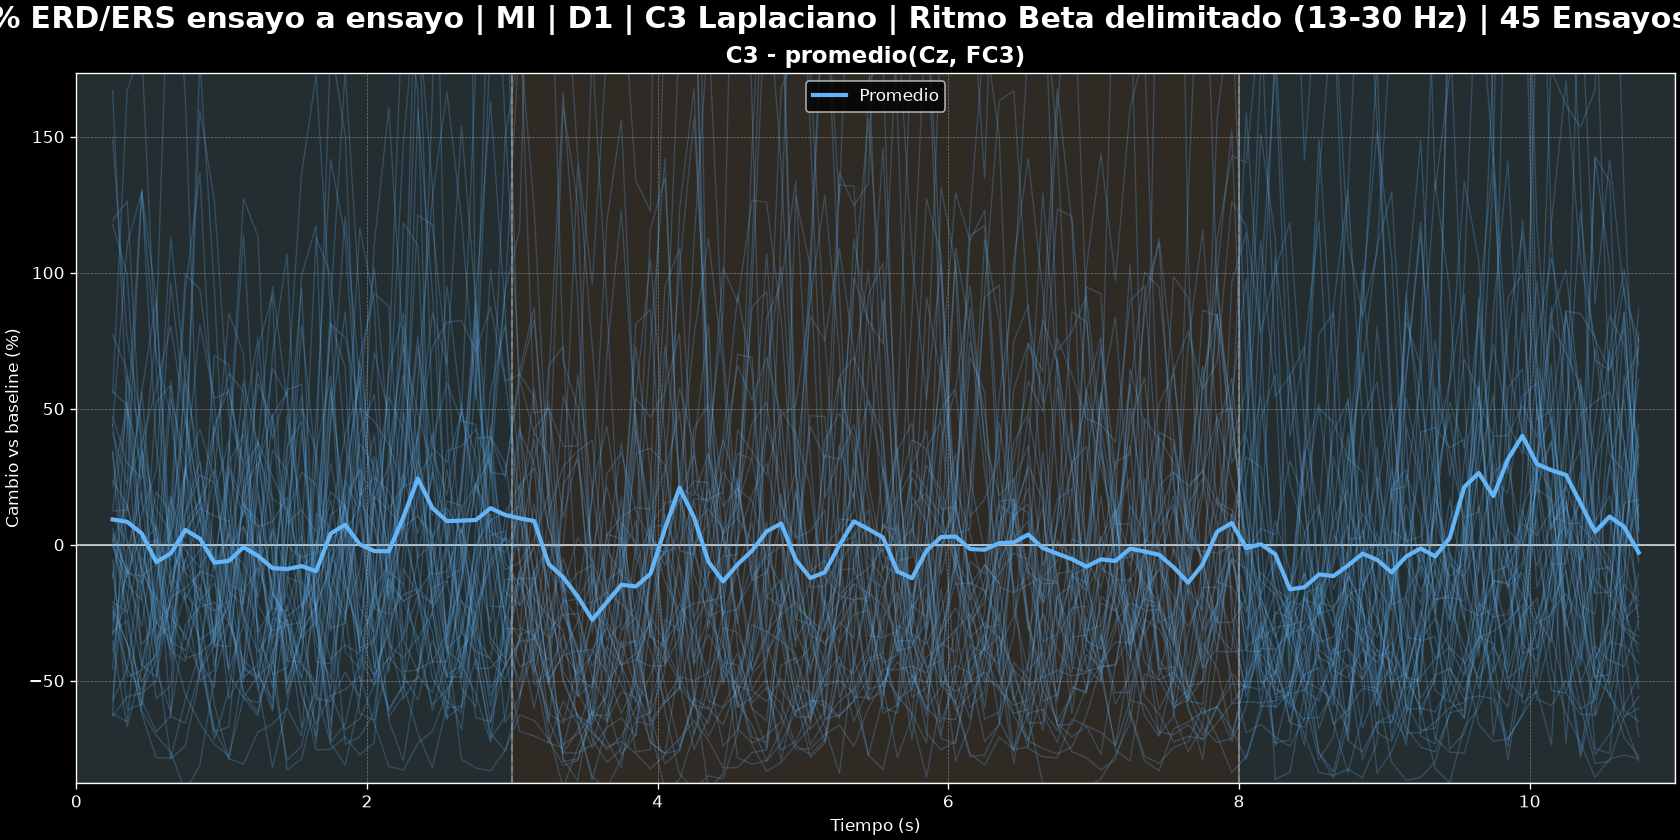 % ERD/ERS ensayo a ensayo | MI | D1 | C3 Laplaciano | Ritmo Beta delimitado (13-30 Hz) | 45 Ensayos
C3 - promedio(Cz, FC3)
Promedio
150
100
50
0
−50
Cambio vs baseline (%)
0 2 4 6 8 10
Tiempo (s)